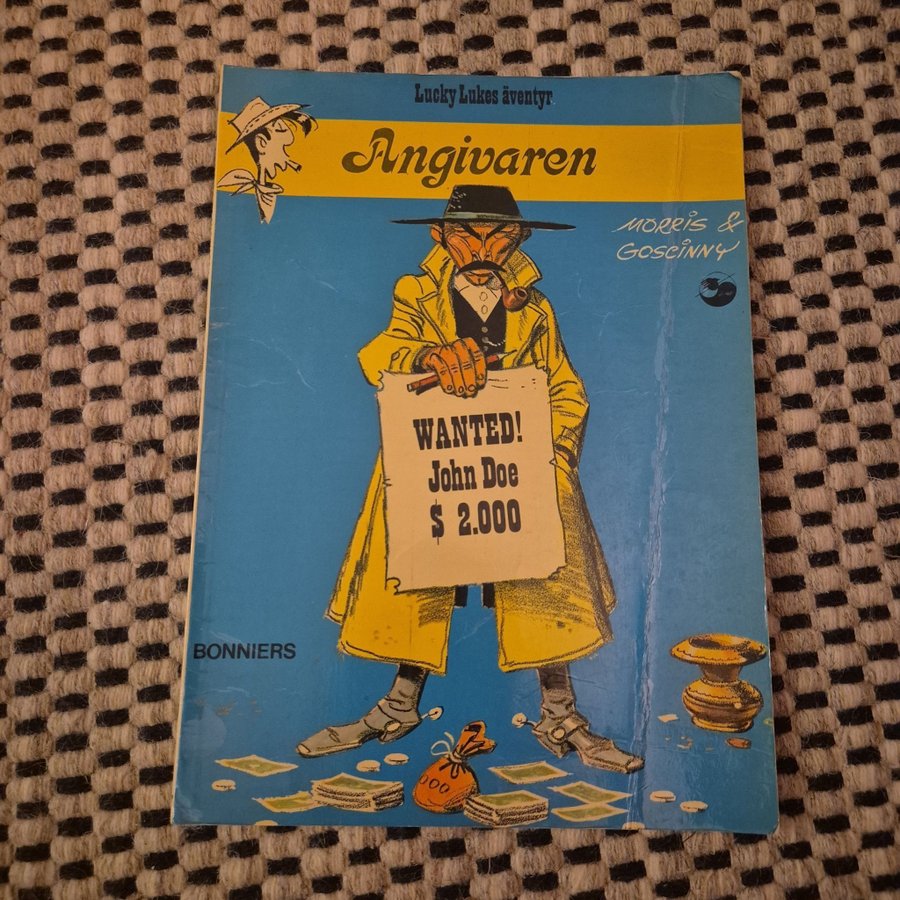 Lucky Lukes äventyr
Angivaren
MORRIS &
GOSCINNY
WANTED!
John Doe
$ 2.000
BONNIERS